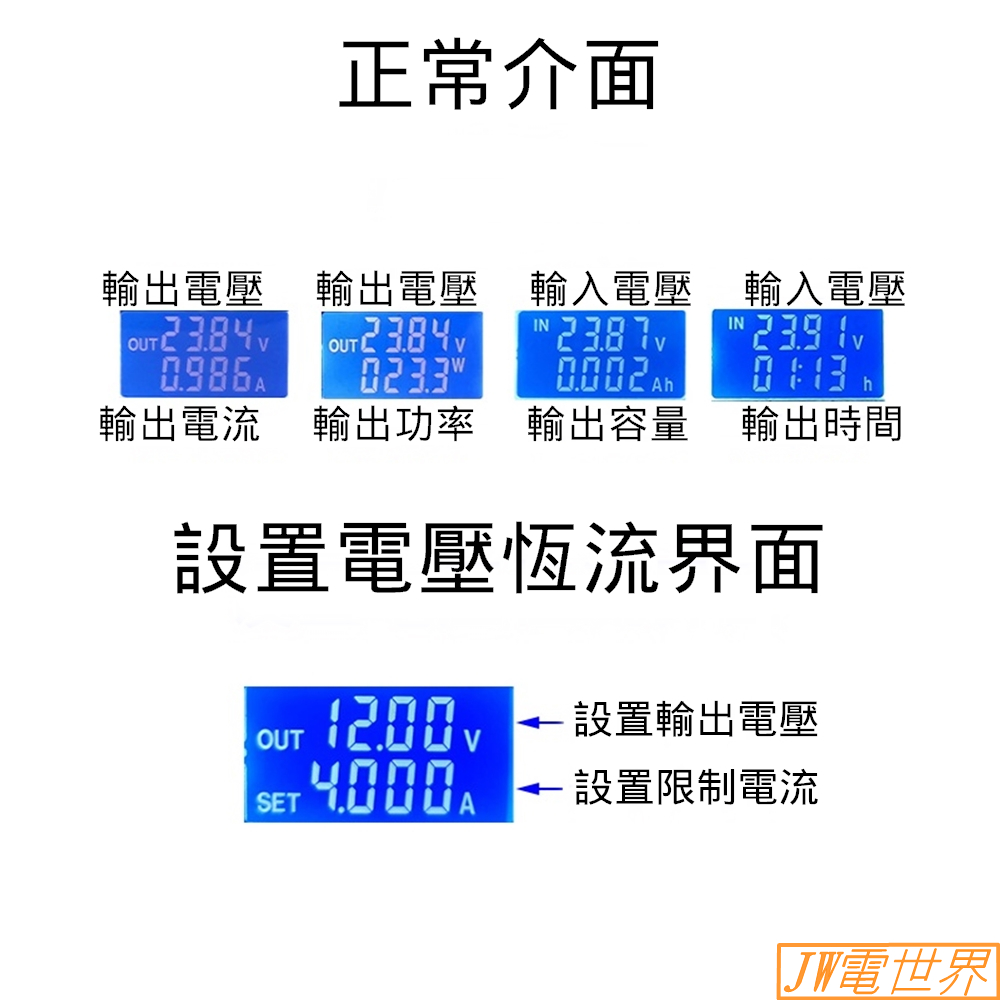 正常介面
輸出電壓 輸出電壓 輸入電壓 輸入電壓
OUT 23.84 V OUT 23.84 V IN 23.87 V IN 23.91 V
0.986 A 023.3 W 0.002 Ah 01:13 h
輸出電流 輸出功率 輸出容量 輸出時間
設置電壓恆流界面
OUT 12.00 V 設置輸出電壓
SET 4.000 A 設置限制電流
JW電世界